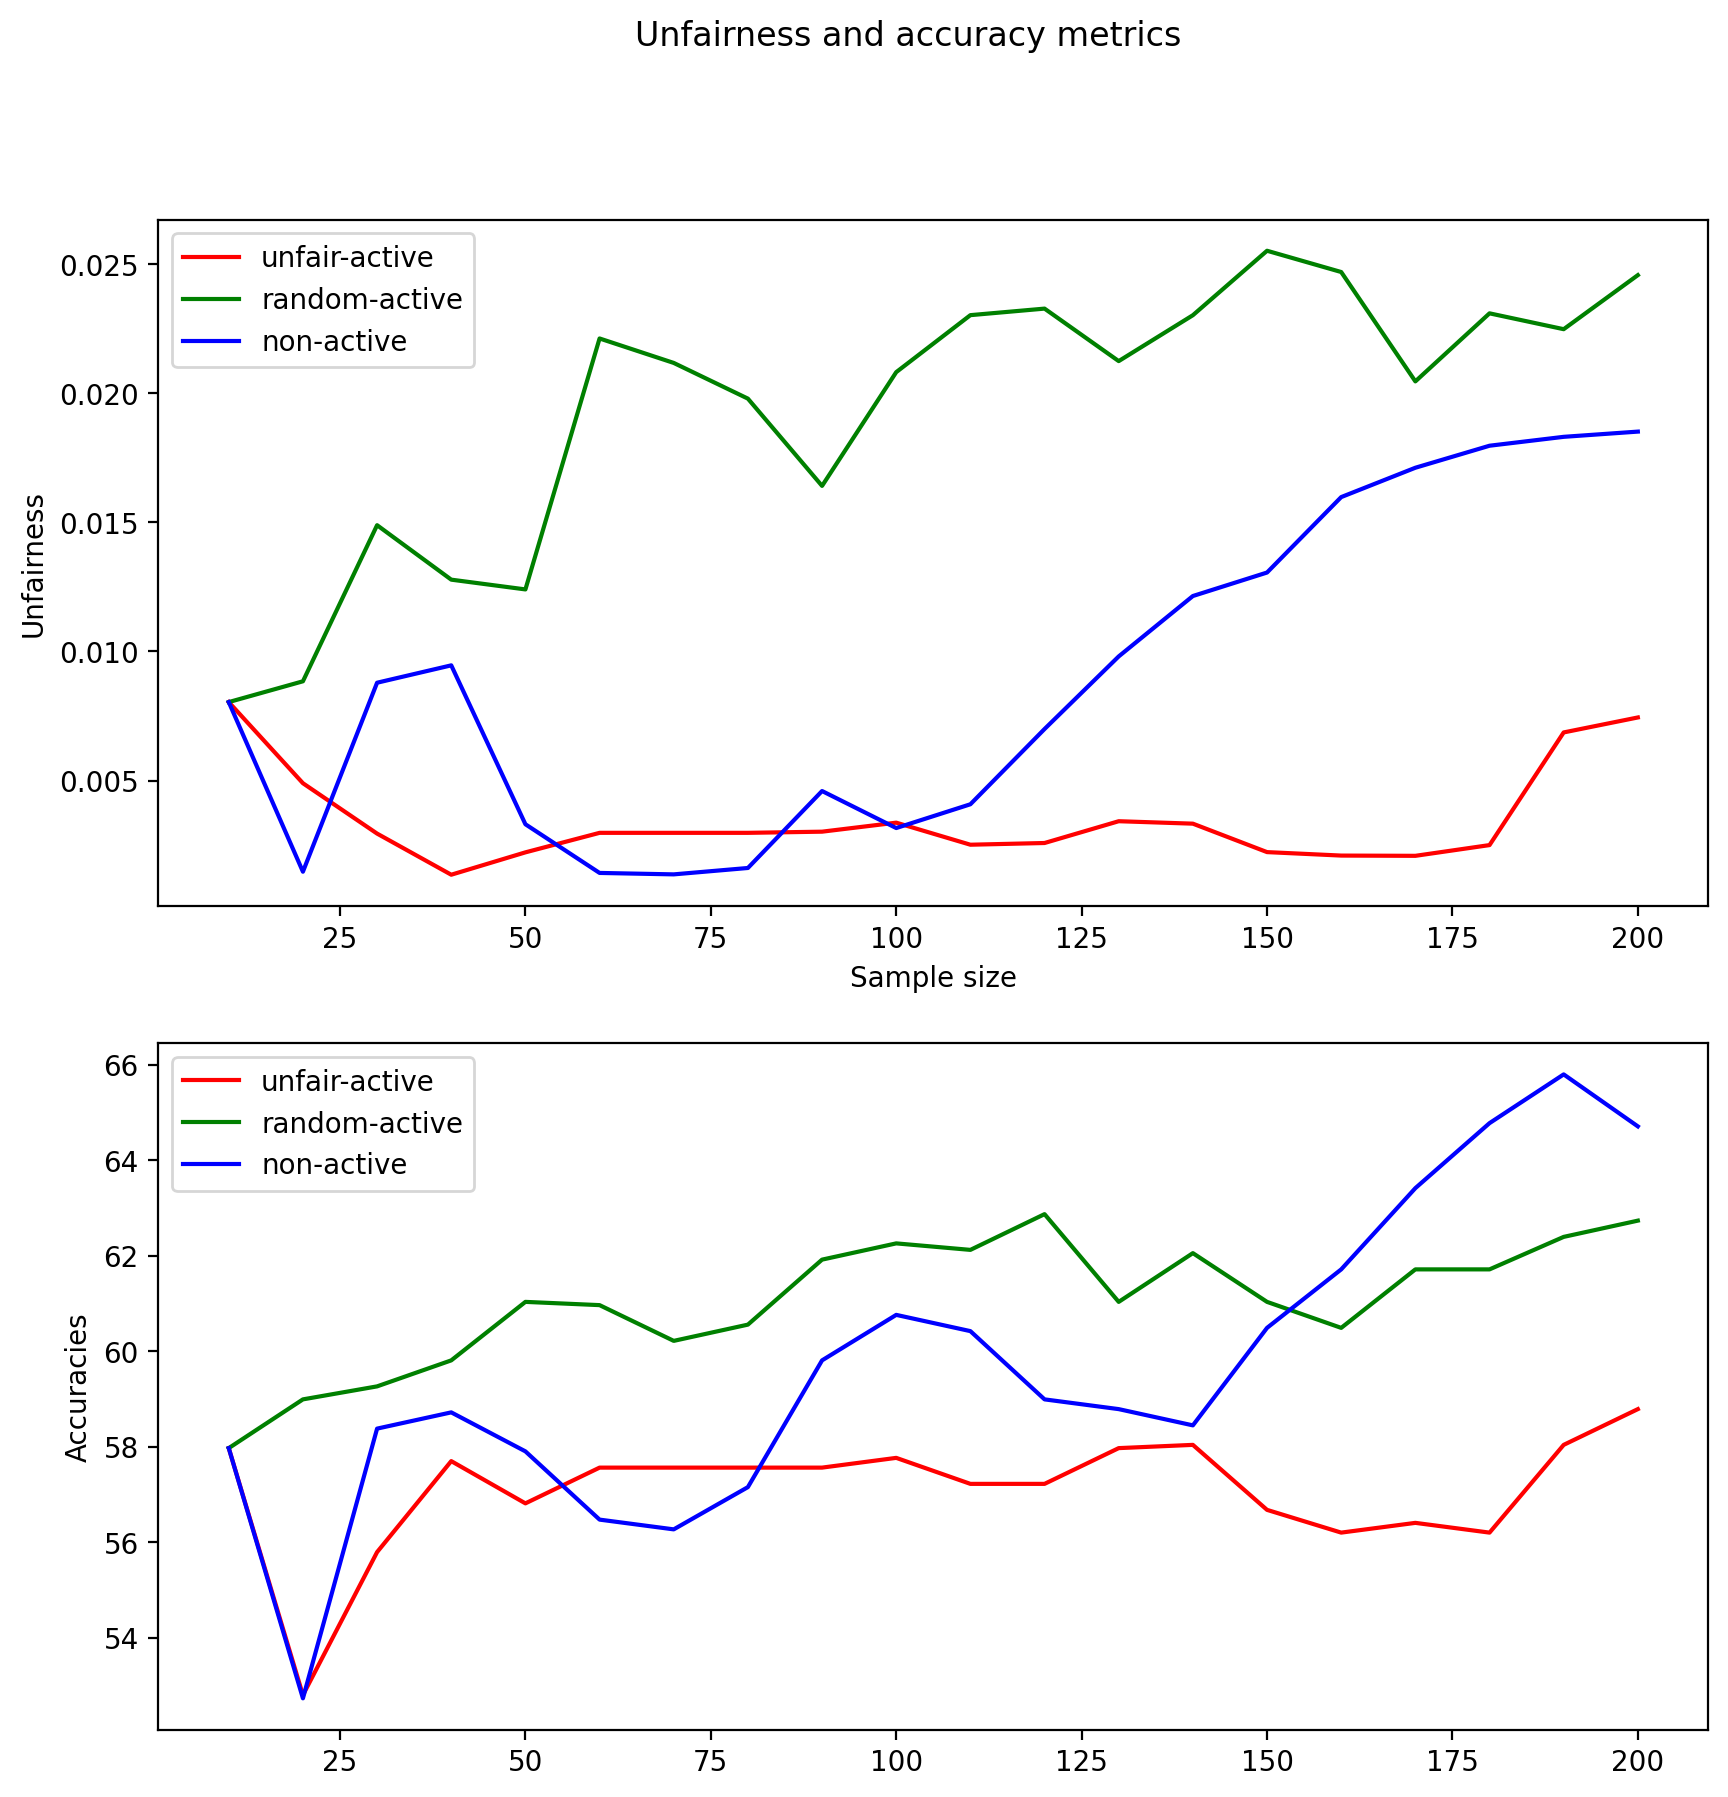 Unfairness and accuracy metrics
unfair-active
random-active
non-active
0.025
0.020
0.015
0.010
0.005
Unfairness
25 50 75 100 125 150 175 200
Sample size
unfair-active
random-active
non-active
66
64
62
60
58
56
54
Accuracies
25 50 75 100 125 150 175 200